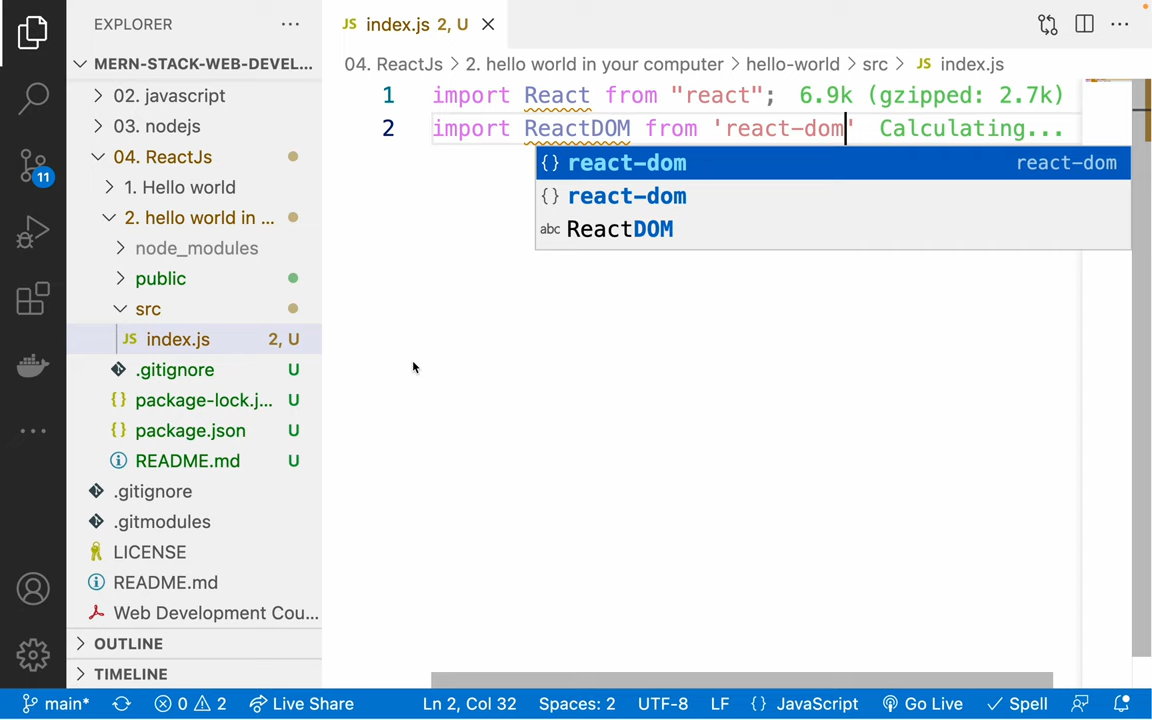 EXPLORER
MERN-STACK-WEB-DEVEL...
02. javascript
03. nodejs
04. ReactJs
1. Hello world
2. hello world in ...
node_modules
public
src
JS index.js 2, U
.gitignore U
{} package-lock.j... U
{} package.json U
README.md U
.gitignore
.gitmodules
LICENSE
README.md
Web Development Cou...
OUTLINE
TIMELINE
11
JS index.js 2, U
04. ReactJs > 2. hello world in your computer > hello-world > src > JS index.js
1 import React from "react"; 6.9k (gzipped: 2.7k)
2 import ReactDOM from 'react-dom' Calculating...
{} react-dom react-dom
{} react-dom
abc ReactDOM
main* 0 2 Live Share Ln 2, Col 32 Spaces: 2 UTF-8 LF {} JavaScript Go Live Spell